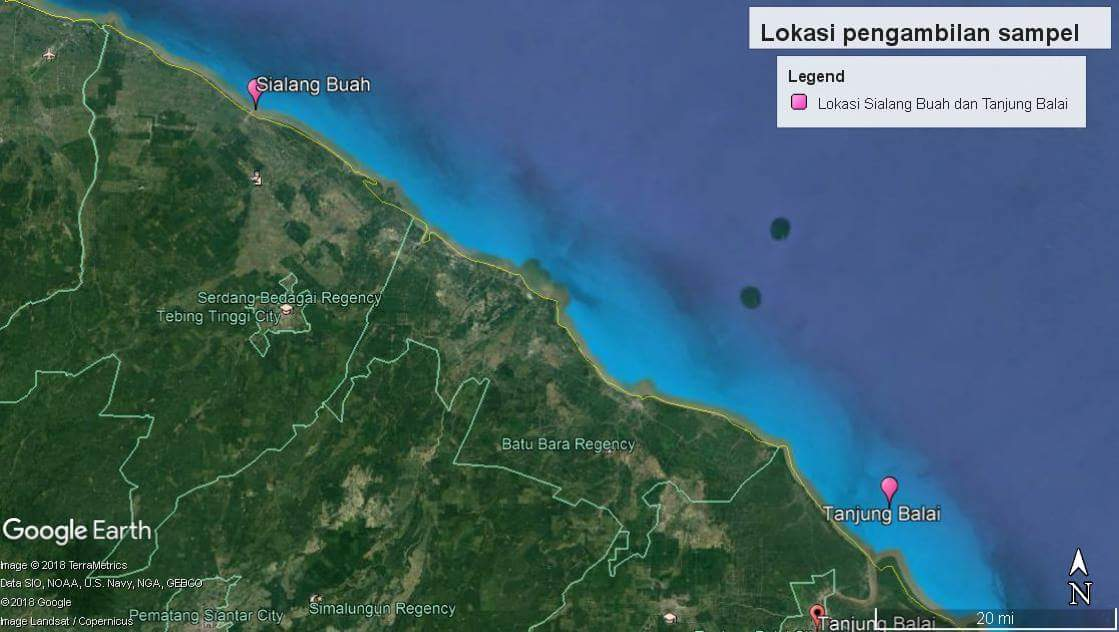 Lokasi pengambilan sampel
Legend
Lokasi Sialang Buah dan Tanjung Balai
Sialang Buah
Serdang Bedagai Regency
Tebing Tinggi City
Batu Bara Regency
Tanjung Balai
Google Earth
Image © 2018 TerraMetrics
Data SIO, NOAA, U.S. Navy, NGA, GEBCO
© 2018 Google
Image Landsat / Copernicus
Pematang Siantar City
Simalungun Regency
Tanjung Balai
20 mi
N